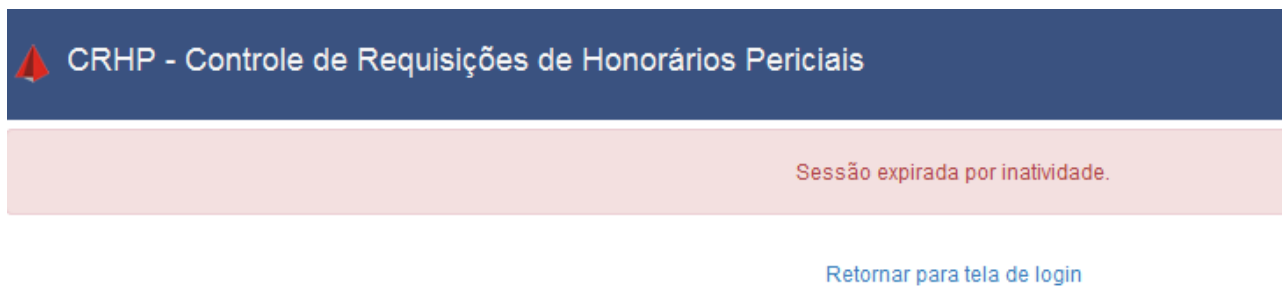 CRHP - Controle de Requisições de Honorários Periciais
Sessão expirada por inatividade.
Retornar para tela de login